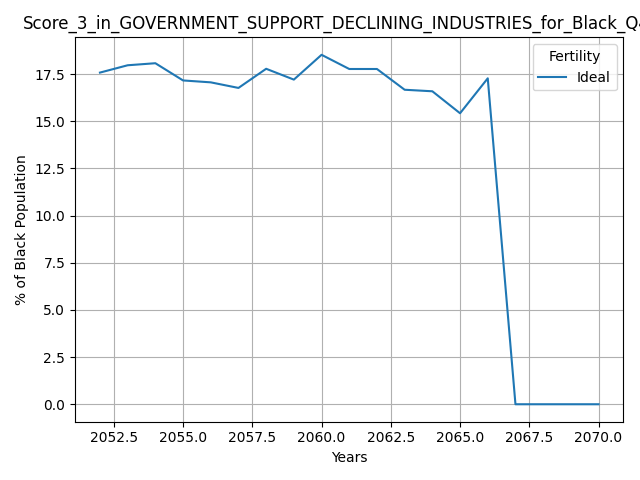 Score_3_in_GOVERNMENT_SUPPORT_DECLINING_INDUSTRIES_for_Black_Q4
Fertility
Ideal
% of Black Population
17.5
15.0
12.5
10.0
7.5
5.0
2.5
0.0
2052.5 2055.0 2057.5 2060.0 2062.5 2065.0 2067.5 2070.0
Years